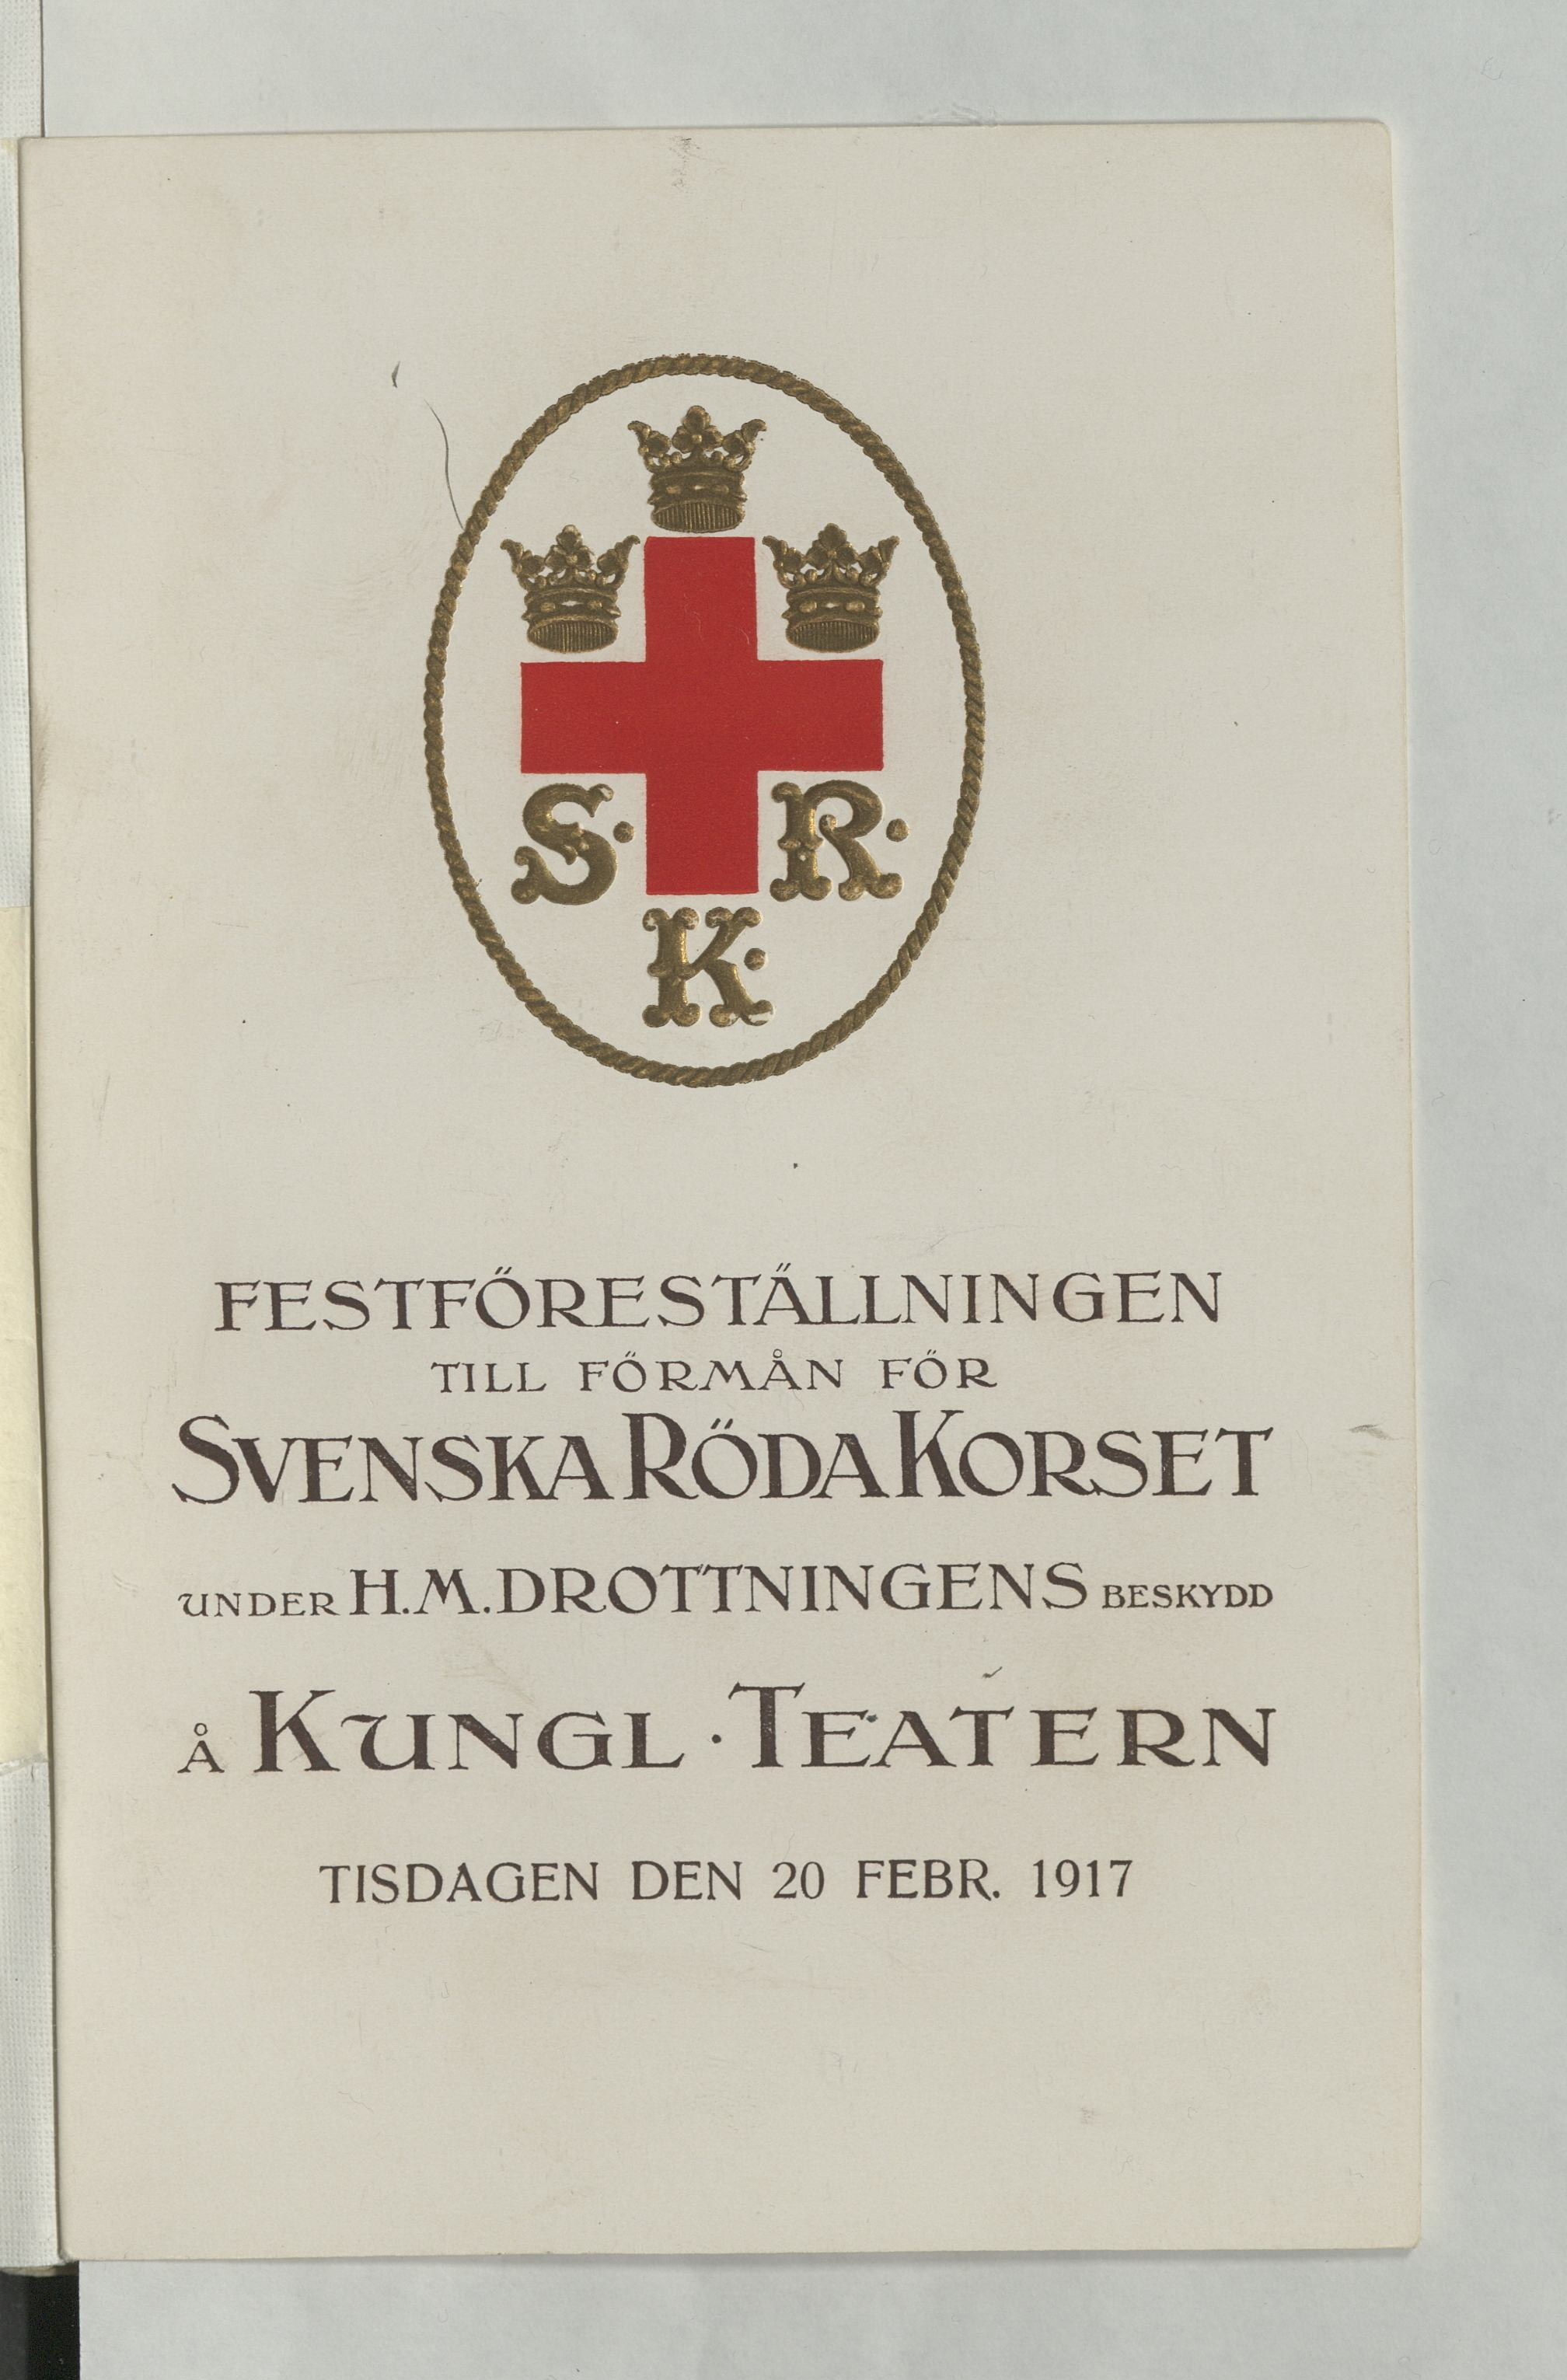 S. R.
K.
FESTFÖRESTÄLLNINGEN
TILL FÖRMÅN FÖR
SVENSKA RÖDA KORSET
UNDER H.M. DROTTNINGENS BESKYDD
Å KUNGL. TEATERN
TISDAGEN DEN 20 FEBR. 1917